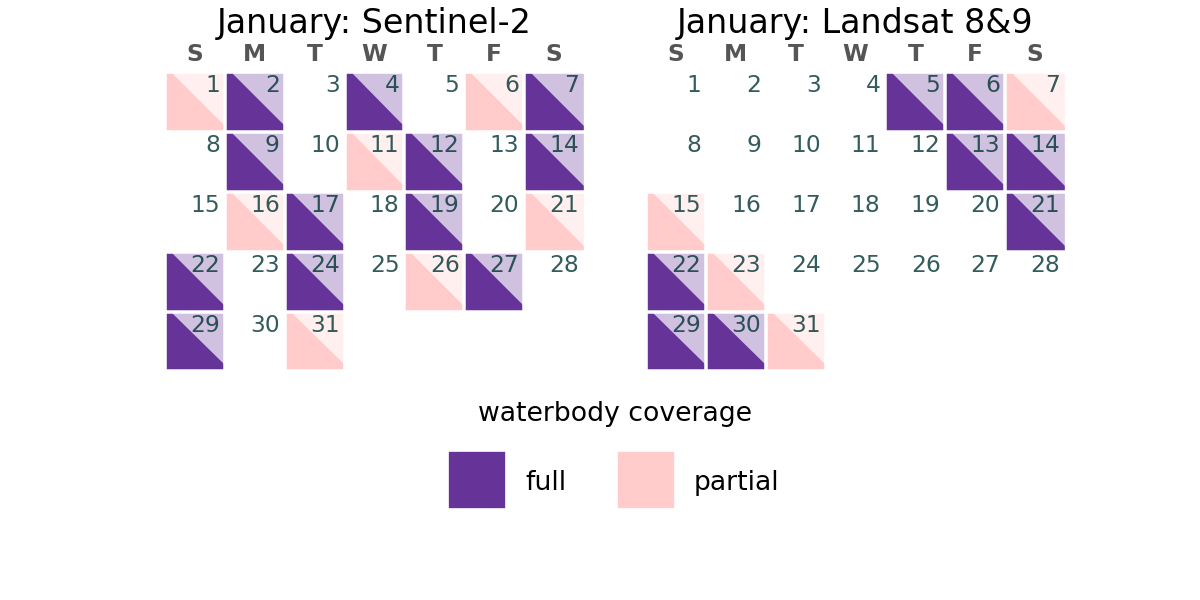 January: Sentinel-2
S M T W T F S
1 2 3 4 5 6 7
8 9 10 11 12 13 14
15 16 17 18 19 20 21
22 23 24 25 26 27 28
29 30 31
January: Landsat 8&9
S M T W T F S
1 2 3 4 5 6 7
8 9 10 11 12 13 14
15 16 17 18 19 20 21
22 23 24 25 26 27 28
29 30 31
waterbody coverage
full
partial